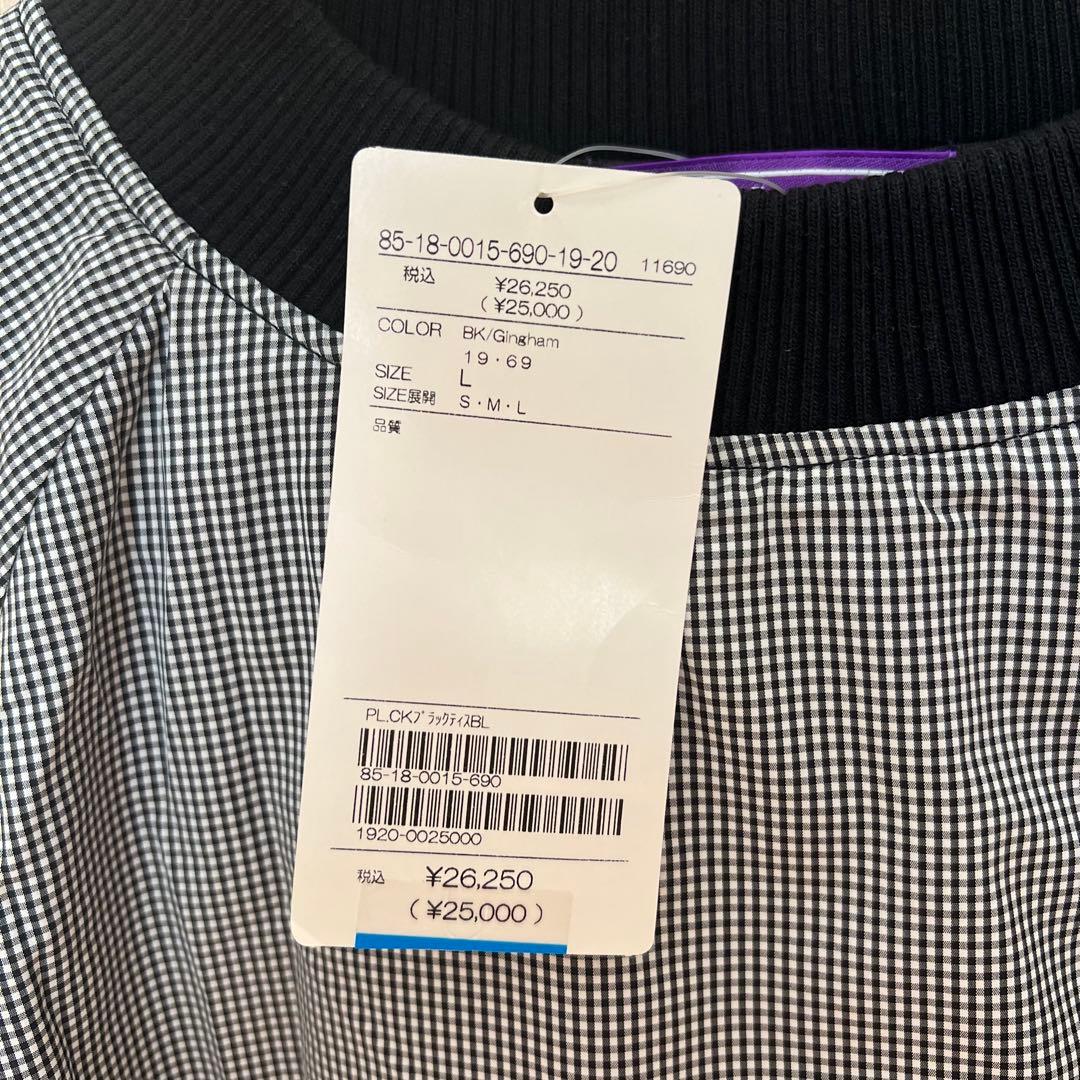 85-18-0015-690-19-20 11690
税込 ¥26,250
(¥25,000)
COLOR BK/Gingham
19・69
SIZE L
SIZE展開 S・M・L
品質
PL.CKﾌﾞﾗｯｸﾃｨｽBL
85-18-0015-690
1920-0025000
税込 ¥26,250
(¥25,000)